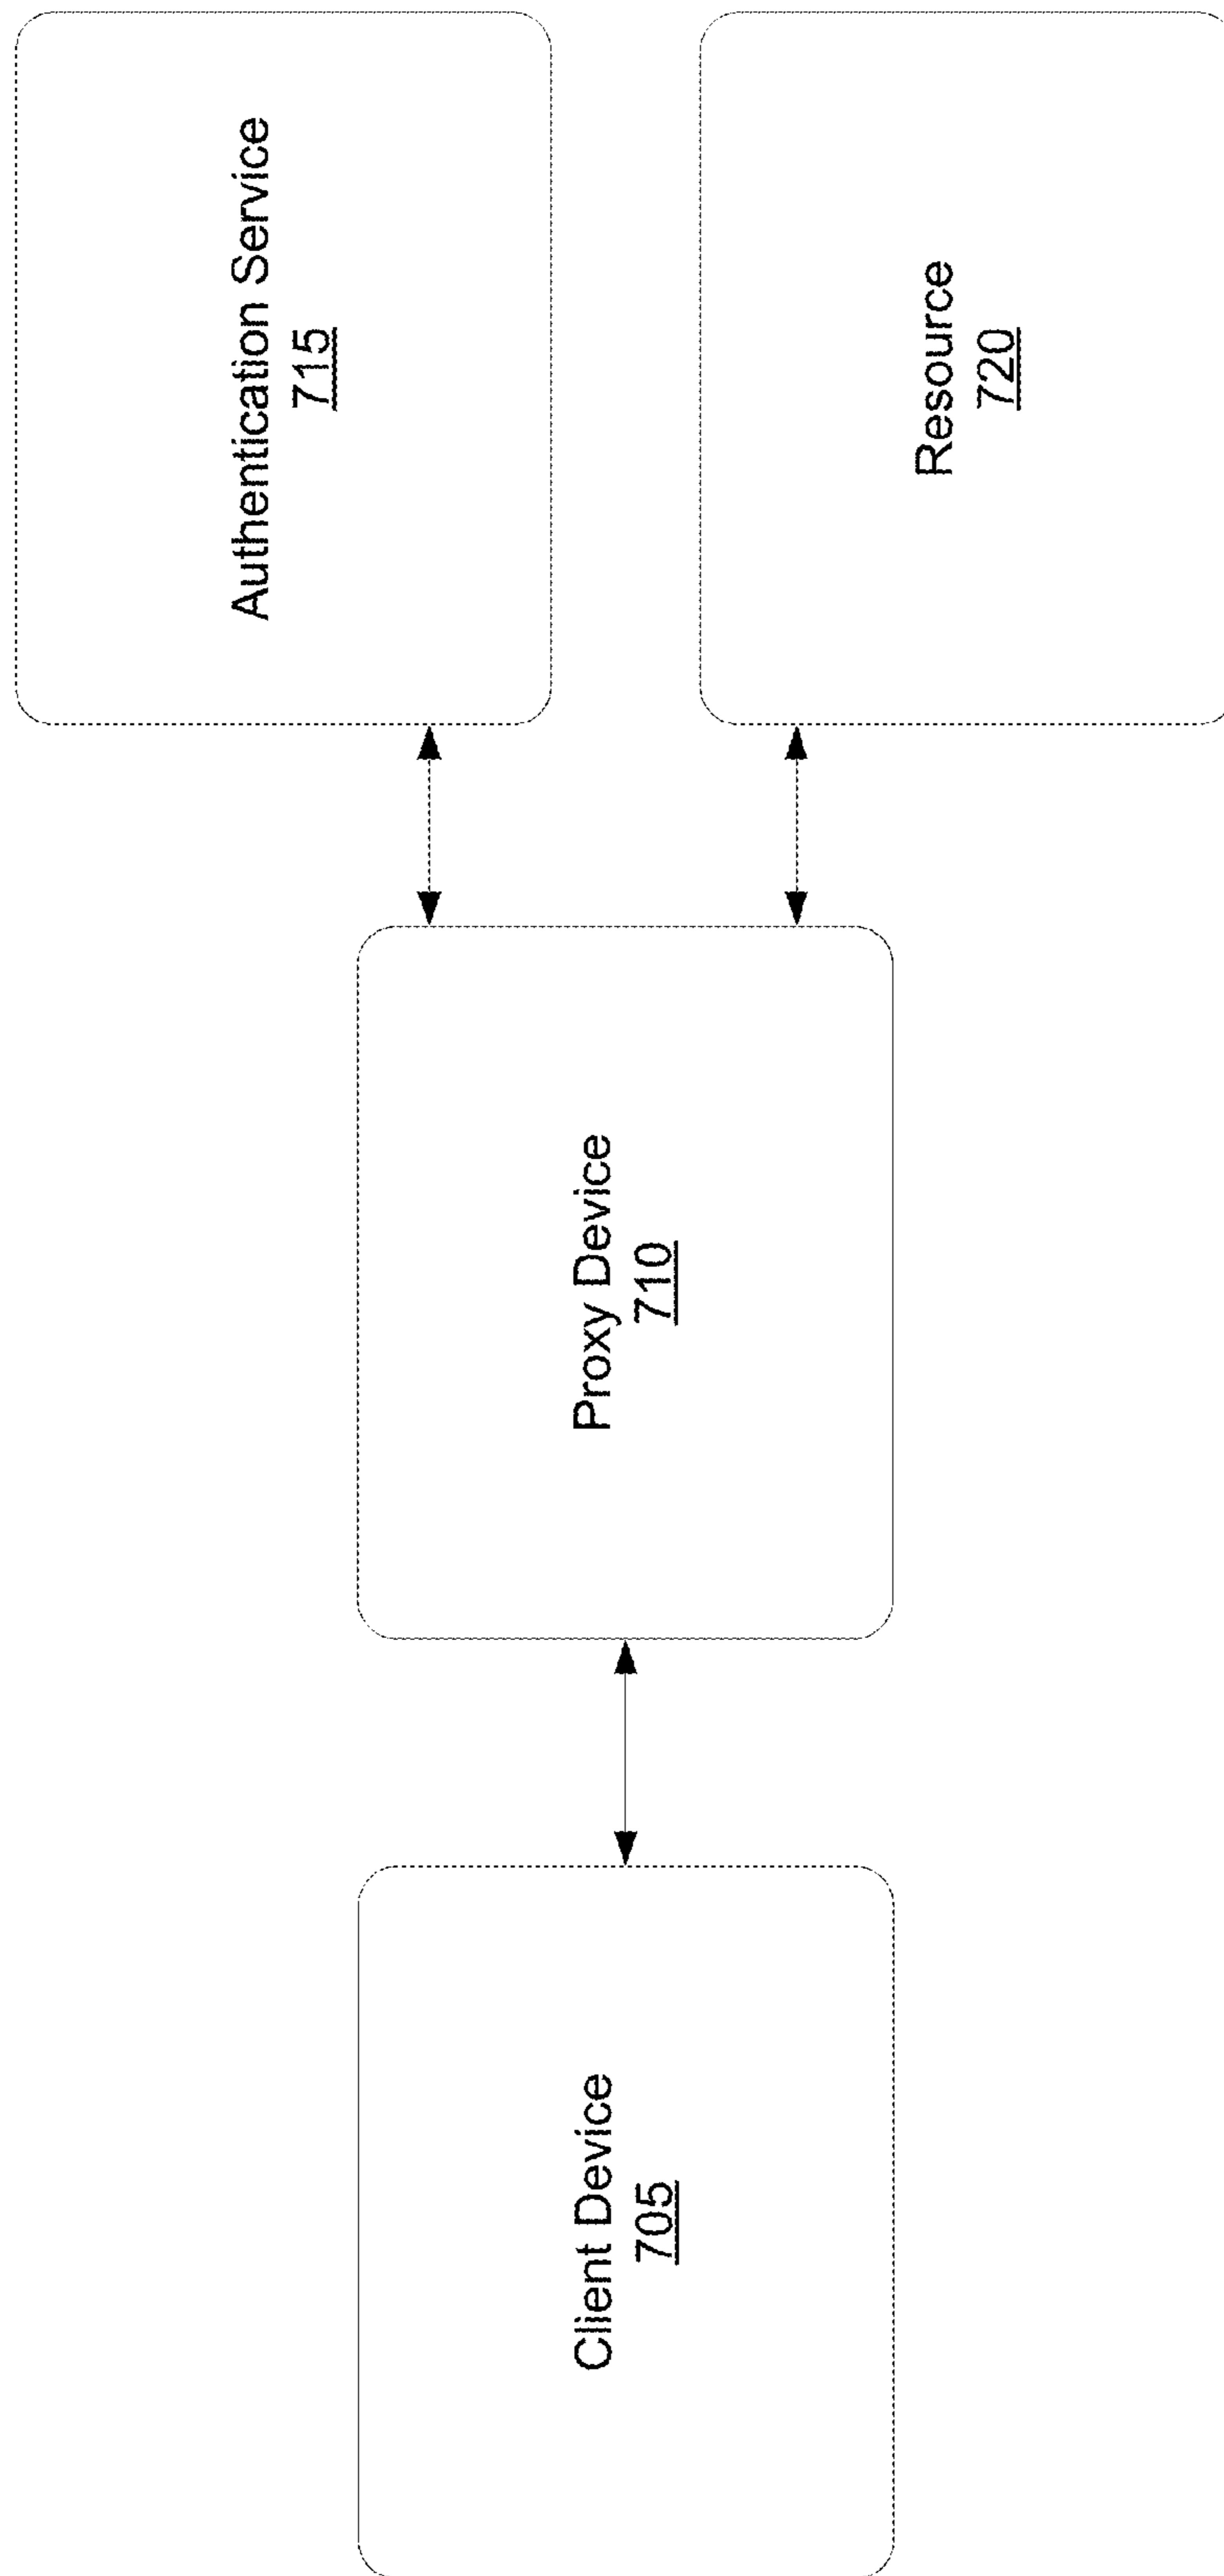 Client Device
705
Proxy Device
710
Authentication Service
715
Resource
720